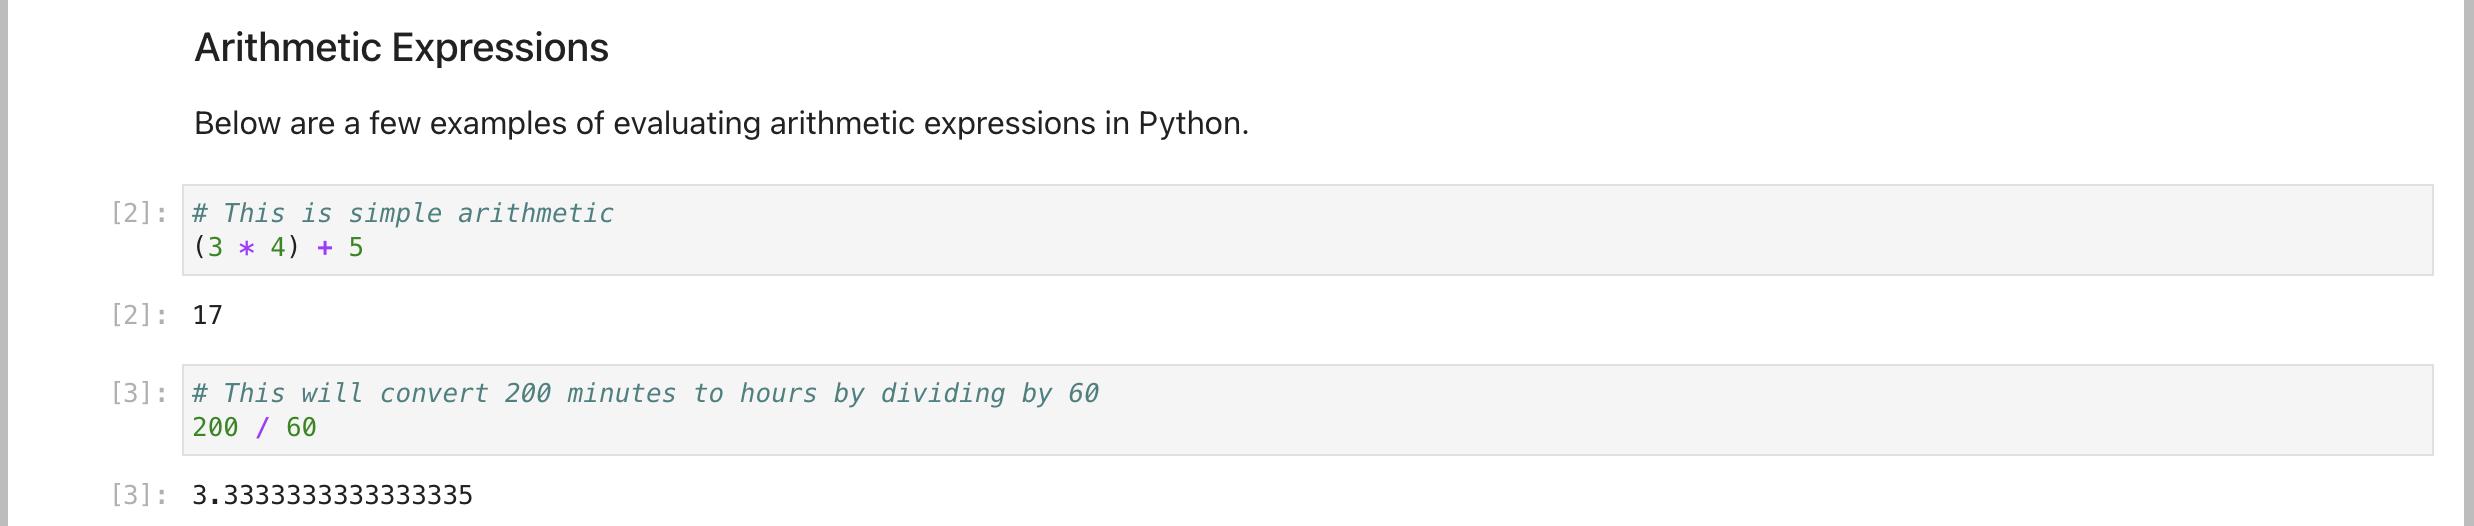 Arithmetic Expressions
Below are a few examples of evaluating arithmetic expressions in Python.
[2]: # This is simple arithmetic
(3 * 4) + 5
[2]: 17
[3]: # This will convert 200 minutes to hours by dividing by 60
200 / 60
[3]: 3.3333333333333335